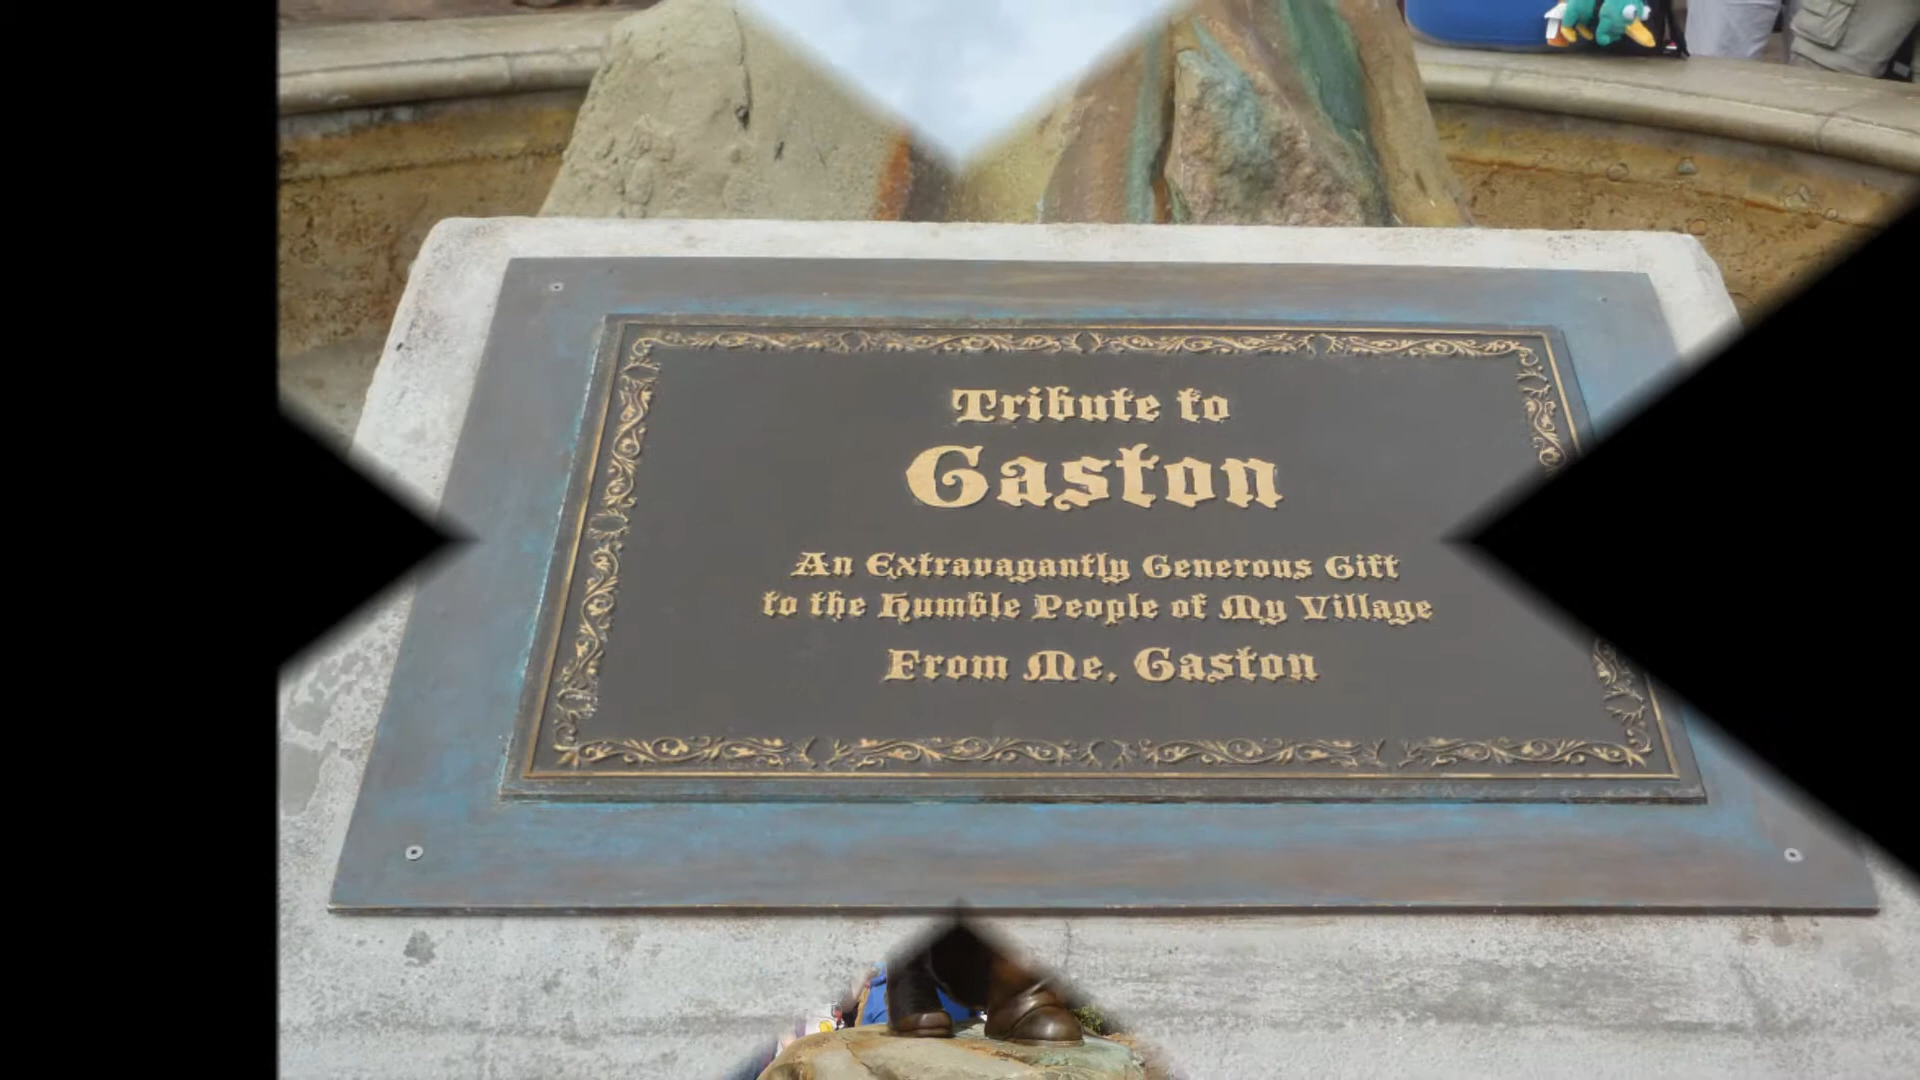 Tribute to
Gaston
An Extravagantly Generous Gift
to the Humble People of My Village
From Me, Gaston